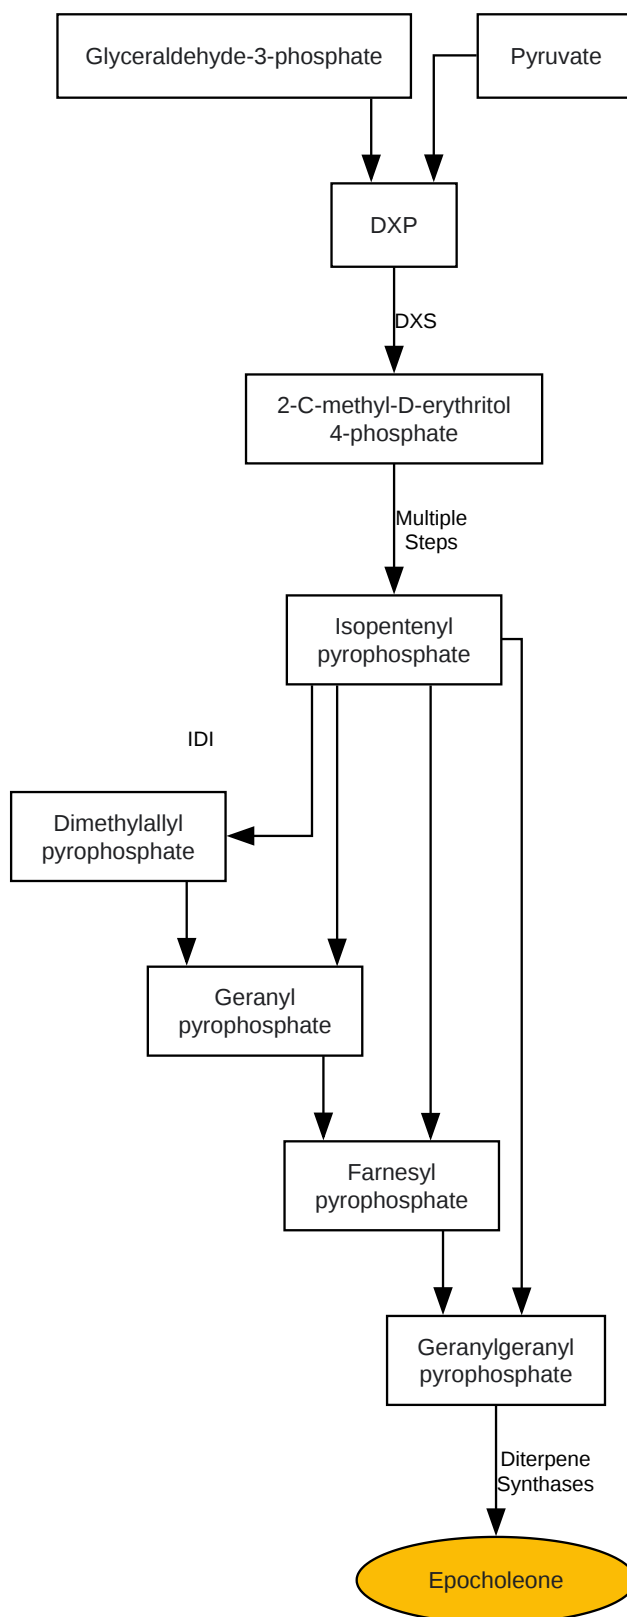 Glyceraldehyde-3-phosphate
Pyruvate
DXP
DXS
2-C-methyl-D-erythritol
4-phosphate
Multiple
Steps
Isopentenyl
pyrophosphate
IDI
Dimethylallyl
pyrophosphate
Geranyl
pyrophosphate
Farnesyl
pyrophosphate
Geranylgeranyl
pyrophosphate
Diterpene
Synthases
Epocholeone